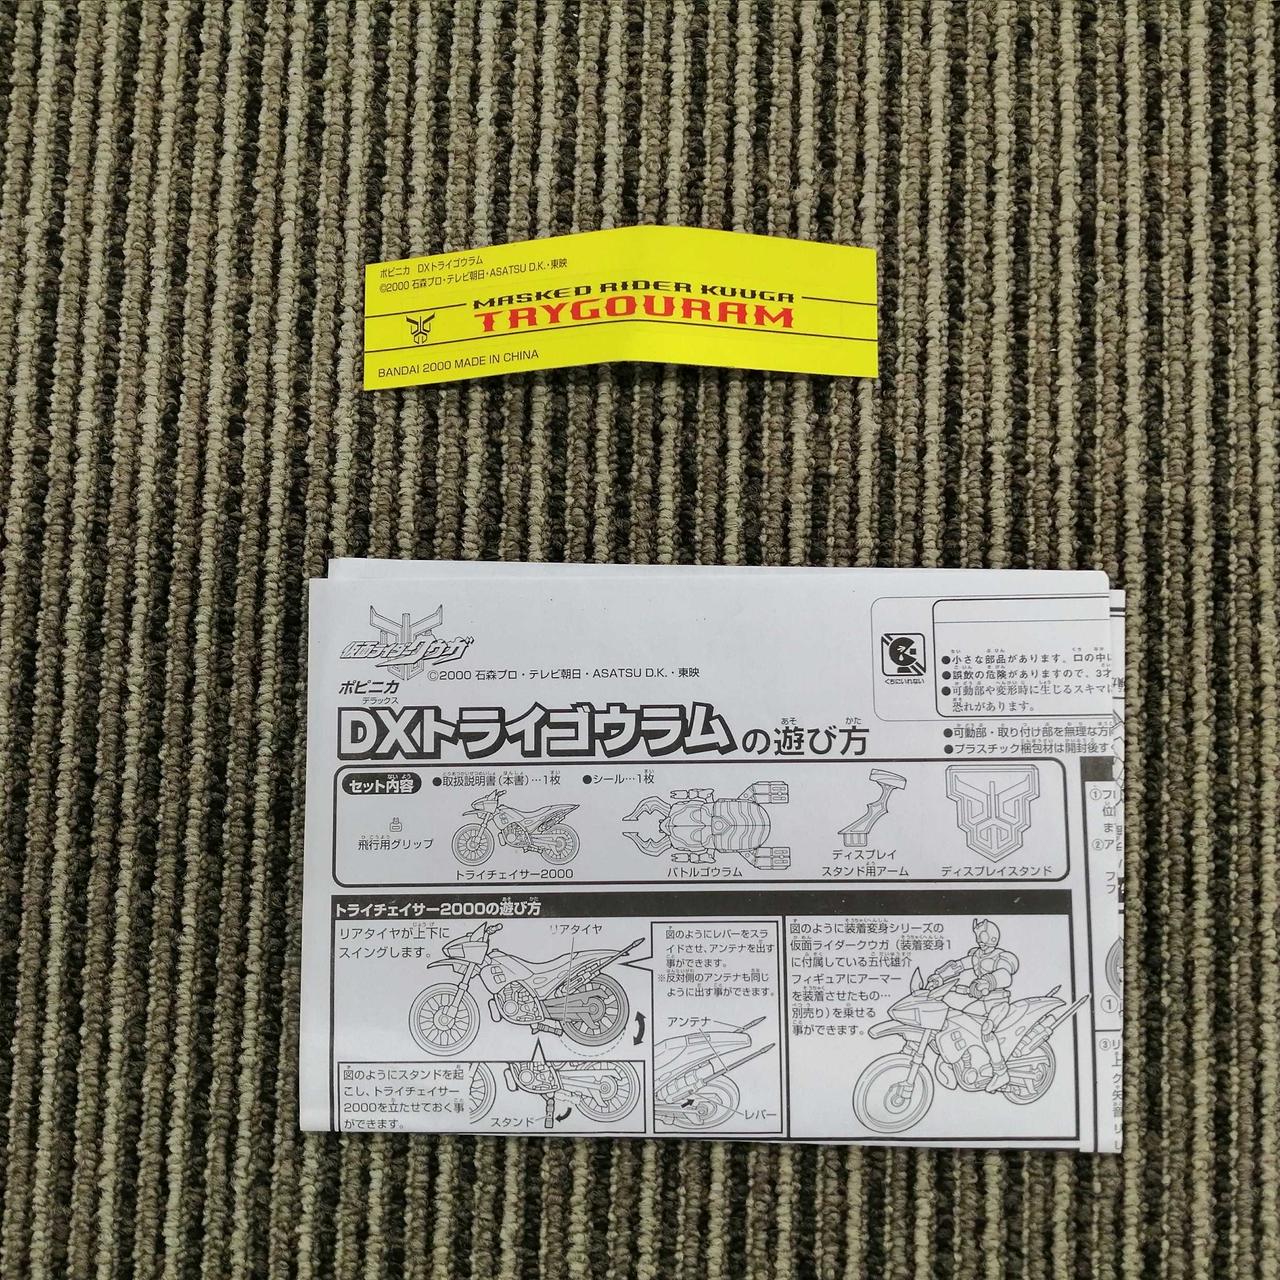 ポピニカ DXトライゴウラム
©2000 石森プロ・テレビ朝日・ASATSU D.K.・東映
MASKED RIDER KUUGA
TRYGOURAM
BANDAI 2000 MADE IN CHINA
仮面ライダークウガ
©2000 石森プロ・テレビ朝日・ASATSU D.K.・東映
ポピニカ
デラックス
DXトライゴウラムの遊び方
くちにいれない
●小さな部品があります。口の中に
●誤飲の危険がありますので、3才
●可動部や変形時に生じるスキマに
恐れがあります。
●可動部・取り付け部を無理な方向
●プラスチック梱包材は開封後す
セット内容
●取扱説明書(本書)…1枚
●シール…1枚
飛行用グリップ
トライチェイサー2000
バトルゴウラム
ディスプレイ
スタンド用アーム
ディスプレイスタンド
トライチェイサー2000の遊び方
リアタイヤが上下に
スイングします。
リアタイヤ
図のようにスタンドを起
こし、トライチェイサー
2000を立たせておく事
ができます。
スタンド
図のようにレバーをスラ
イドさせ、アンテナを出す
事ができます。
※反対側のアンテナも同じ
ように出す事ができます。
アンテナ
レバー
図のように装着変身シリーズの
仮面ライダークウガ(装着変身1
に付属している五代雄介
フィギュアにアーマー
を装着させたもの…
別売り)を乗せる
事ができます。